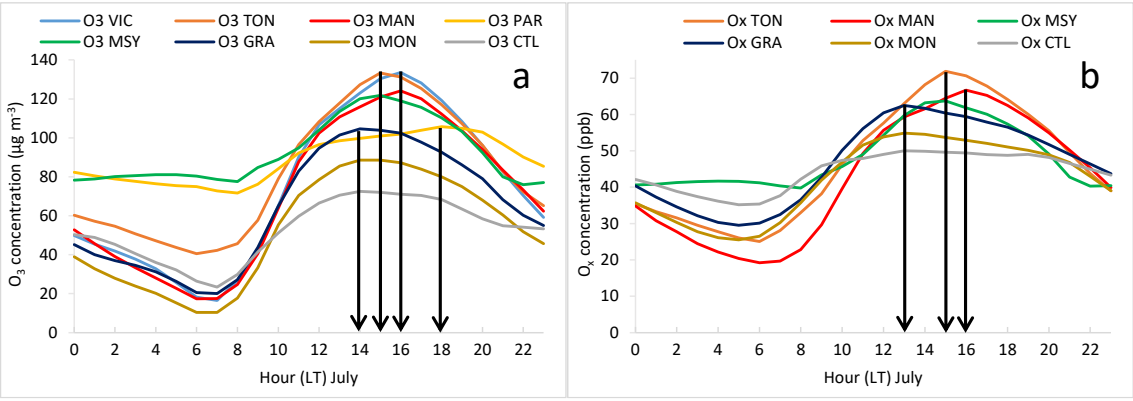 O3 VIC O3 TON O3 MAN O3 PAR
O3 MSY O3 GRA O3 MON O3 CTL
a
140
120
100
80
60
40
20
0
O₃ concentration (µg m⁻³)
0 2 4 6 8 10 12 14 16 18 20 22
Hour (LT) July
Ox TON Ox MAN Ox MSY
Ox GRA Ox MON Ox CTL
b
70
60
50
40
30
20
10
0
Oₓ concentration (ppb)
0 2 4 6 8 10 12 14 16 18 20 22
Hour (LT) July